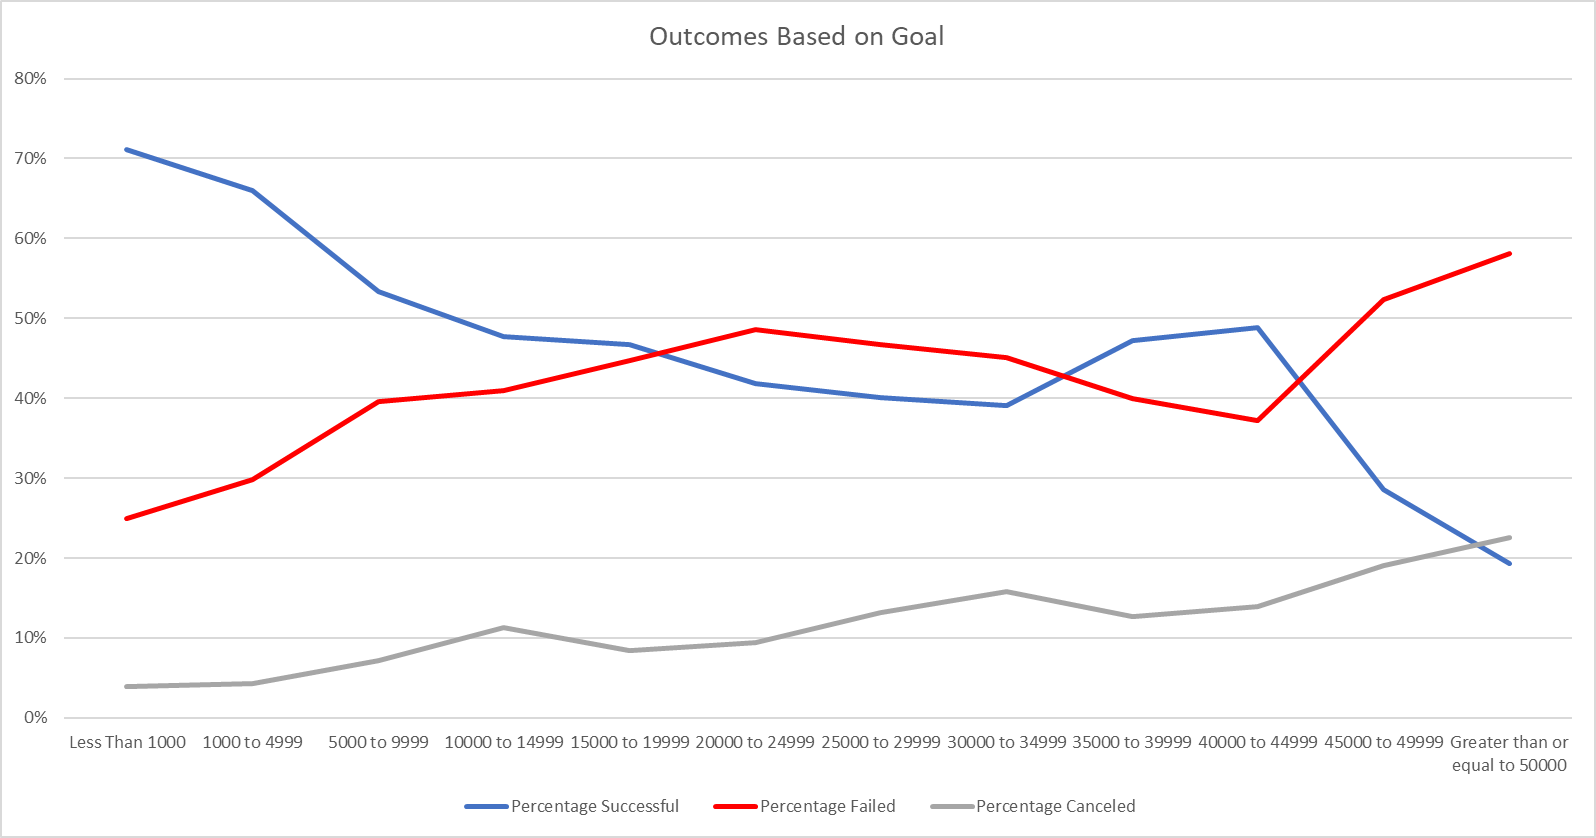 Outcomes Based on Goal
80%
70%
60%
50%
40%
30%
20%
10%
0%
Less Than 1000 1000 to 4999 5000 to 9999 10000 to 14999 15000 to 19999 20000 to 24999 25000 to 29999 30000 to 34999 35000 to 39999 40000 to 44999 45000 to 49999 Greater than or
equal to 50000
Percentage Successful Percentage Failed Percentage Canceled